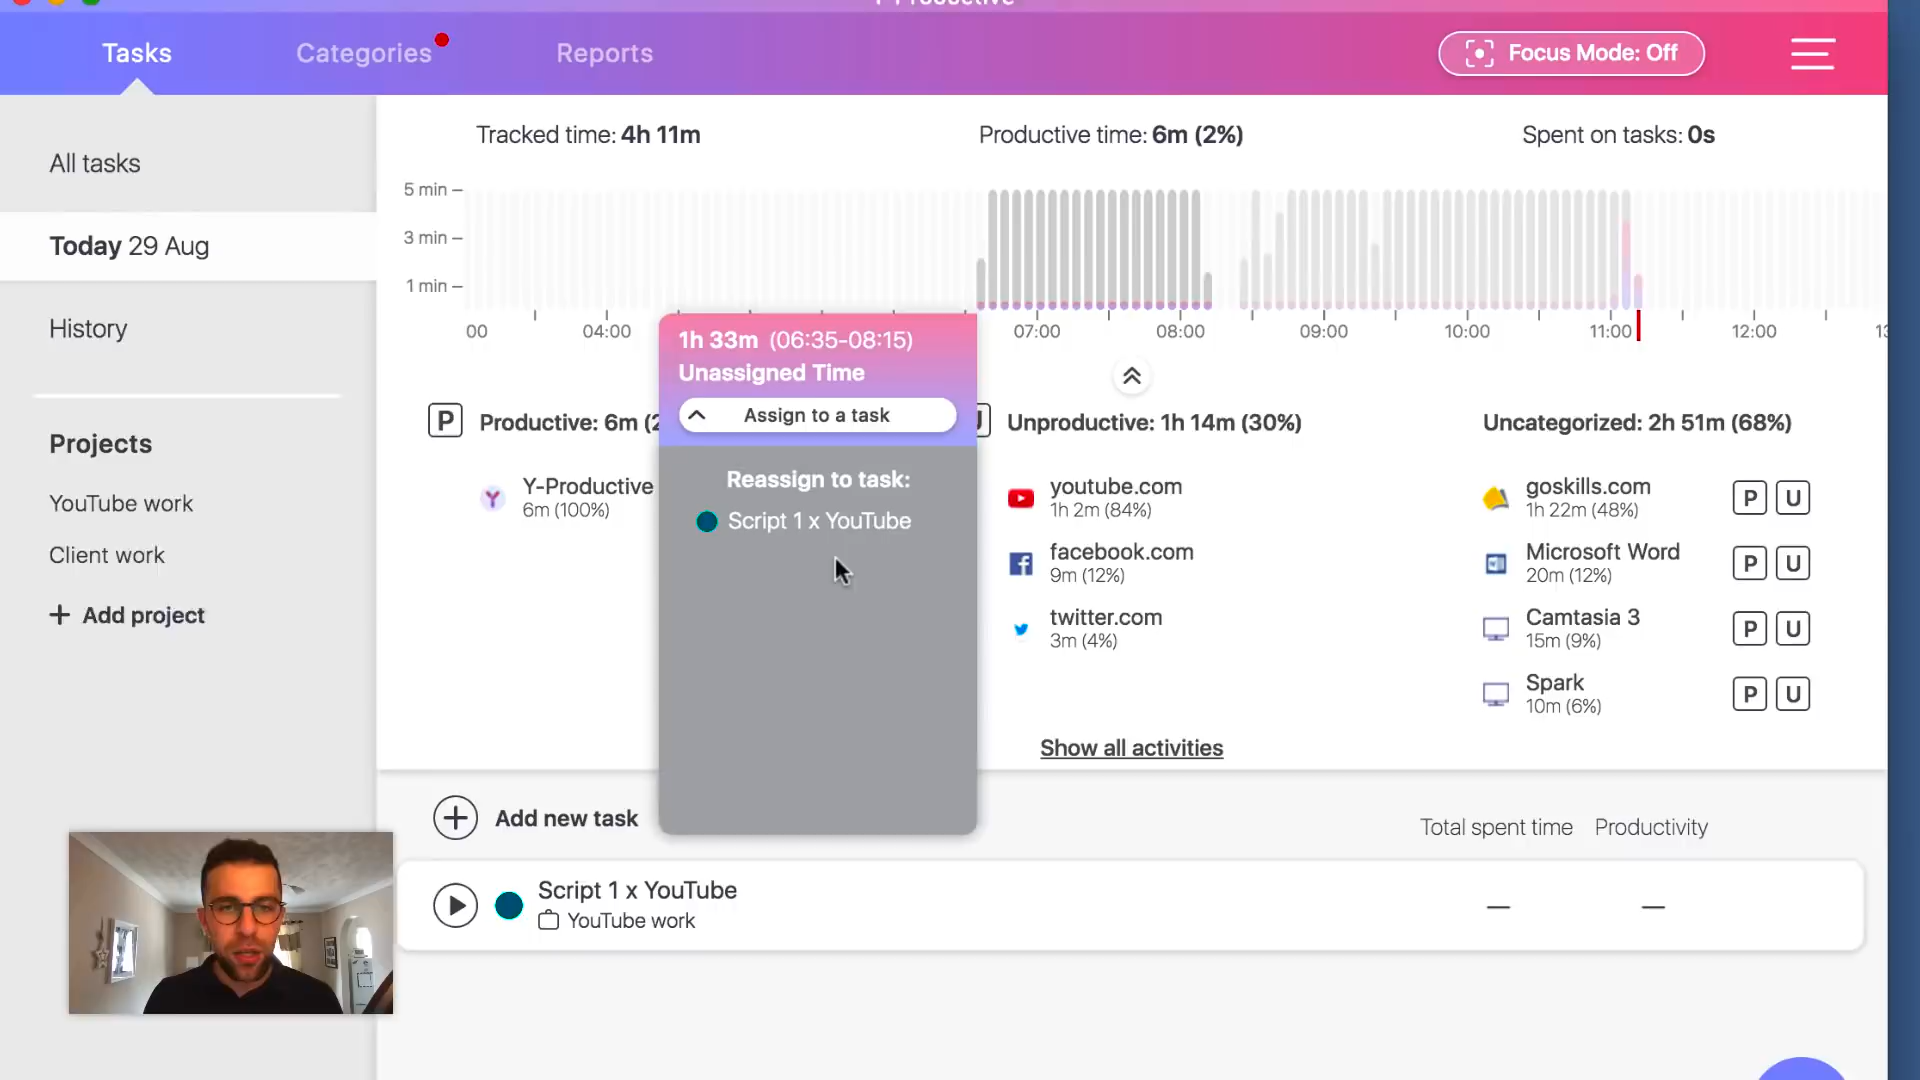 Tasks
Categories
Reports
Focus Mode: Off
All tasks
Today 29 Aug
History
Projects
YouTube work
Client work
+ Add project
Tracked time: 4h 11m
Productive time: 6m (2%)
Spent on tasks: 0s
5 min
3 min
1 min
00
04:00
07:00
08:00
09:00
10:00
11:00
12:00
1h 33m (06:35-08:15)
Unassigned Time
Assign to a task
Reassign to task:
Script 1 x YouTube
P
Productive: 6m (2
Y-Productive
6m (100%)
Unproductive: 1h 14m (30%)
youtube.com
1h 2m (84%)
facebook.com
9m (12%)
twitter.com
3m (4%)
Uncategorized: 2h 51m (68%)
goskills.com
1h 22m (48%)
P U
Microsoft Word
20m (12%)
P U
Camtasia 3
15m (9%)
P U
Spark
10m (6%)
P U
Show all activities
Add new task
Total spent time
Productivity
Script 1 x YouTube
YouTube work